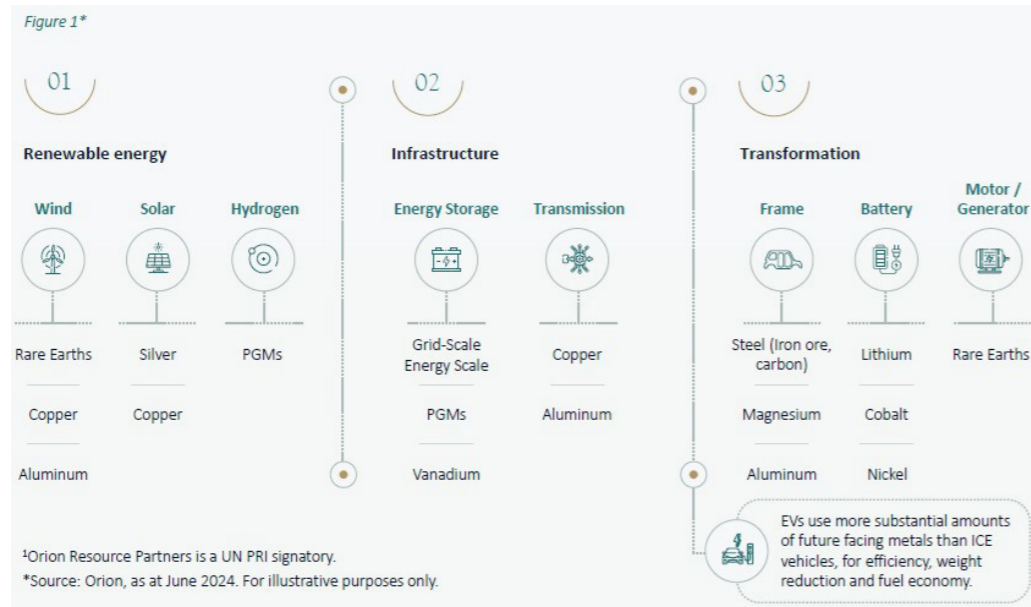 Figure 1*
01
Renewable energy
Wind
Solar
Hydrogen
Rare Earths
Silver
PGMs
Copper
Copper
Aluminum
02
Infrastructure
Energy Storage
Transmission
Grid-Scale
Energy Scale
Copper
PGMs
Aluminum
Vanadium
03
Transformation
Frame
Battery
Motor /
Generator
Steel (Iron ore,
carbon)
Lithium
Rare Earths
Magnesium
Cobalt
Aluminum
Nickel
EVs use more substantial amounts
of future facing metals than ICE
vehicles, for efficiency, weight
reduction and fuel economy.
¹Orion Resource Partners is a UN PRI signatory.
*Source: Orion, as at June 2024. For illustrative purposes only.